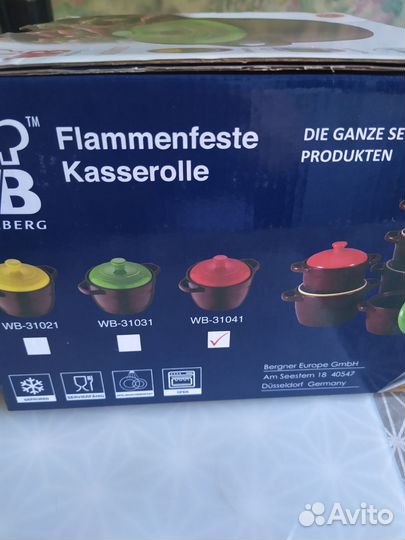 TM
Flammenfeste
Kasserolle
DIE GANZE SE
PRODUKTEN
B
BERG
WB-31021
WB-31031
WB-31041
Bergner Europe GmbH
Am Seestern 18 40547
Düsseldorf Germany
Avito